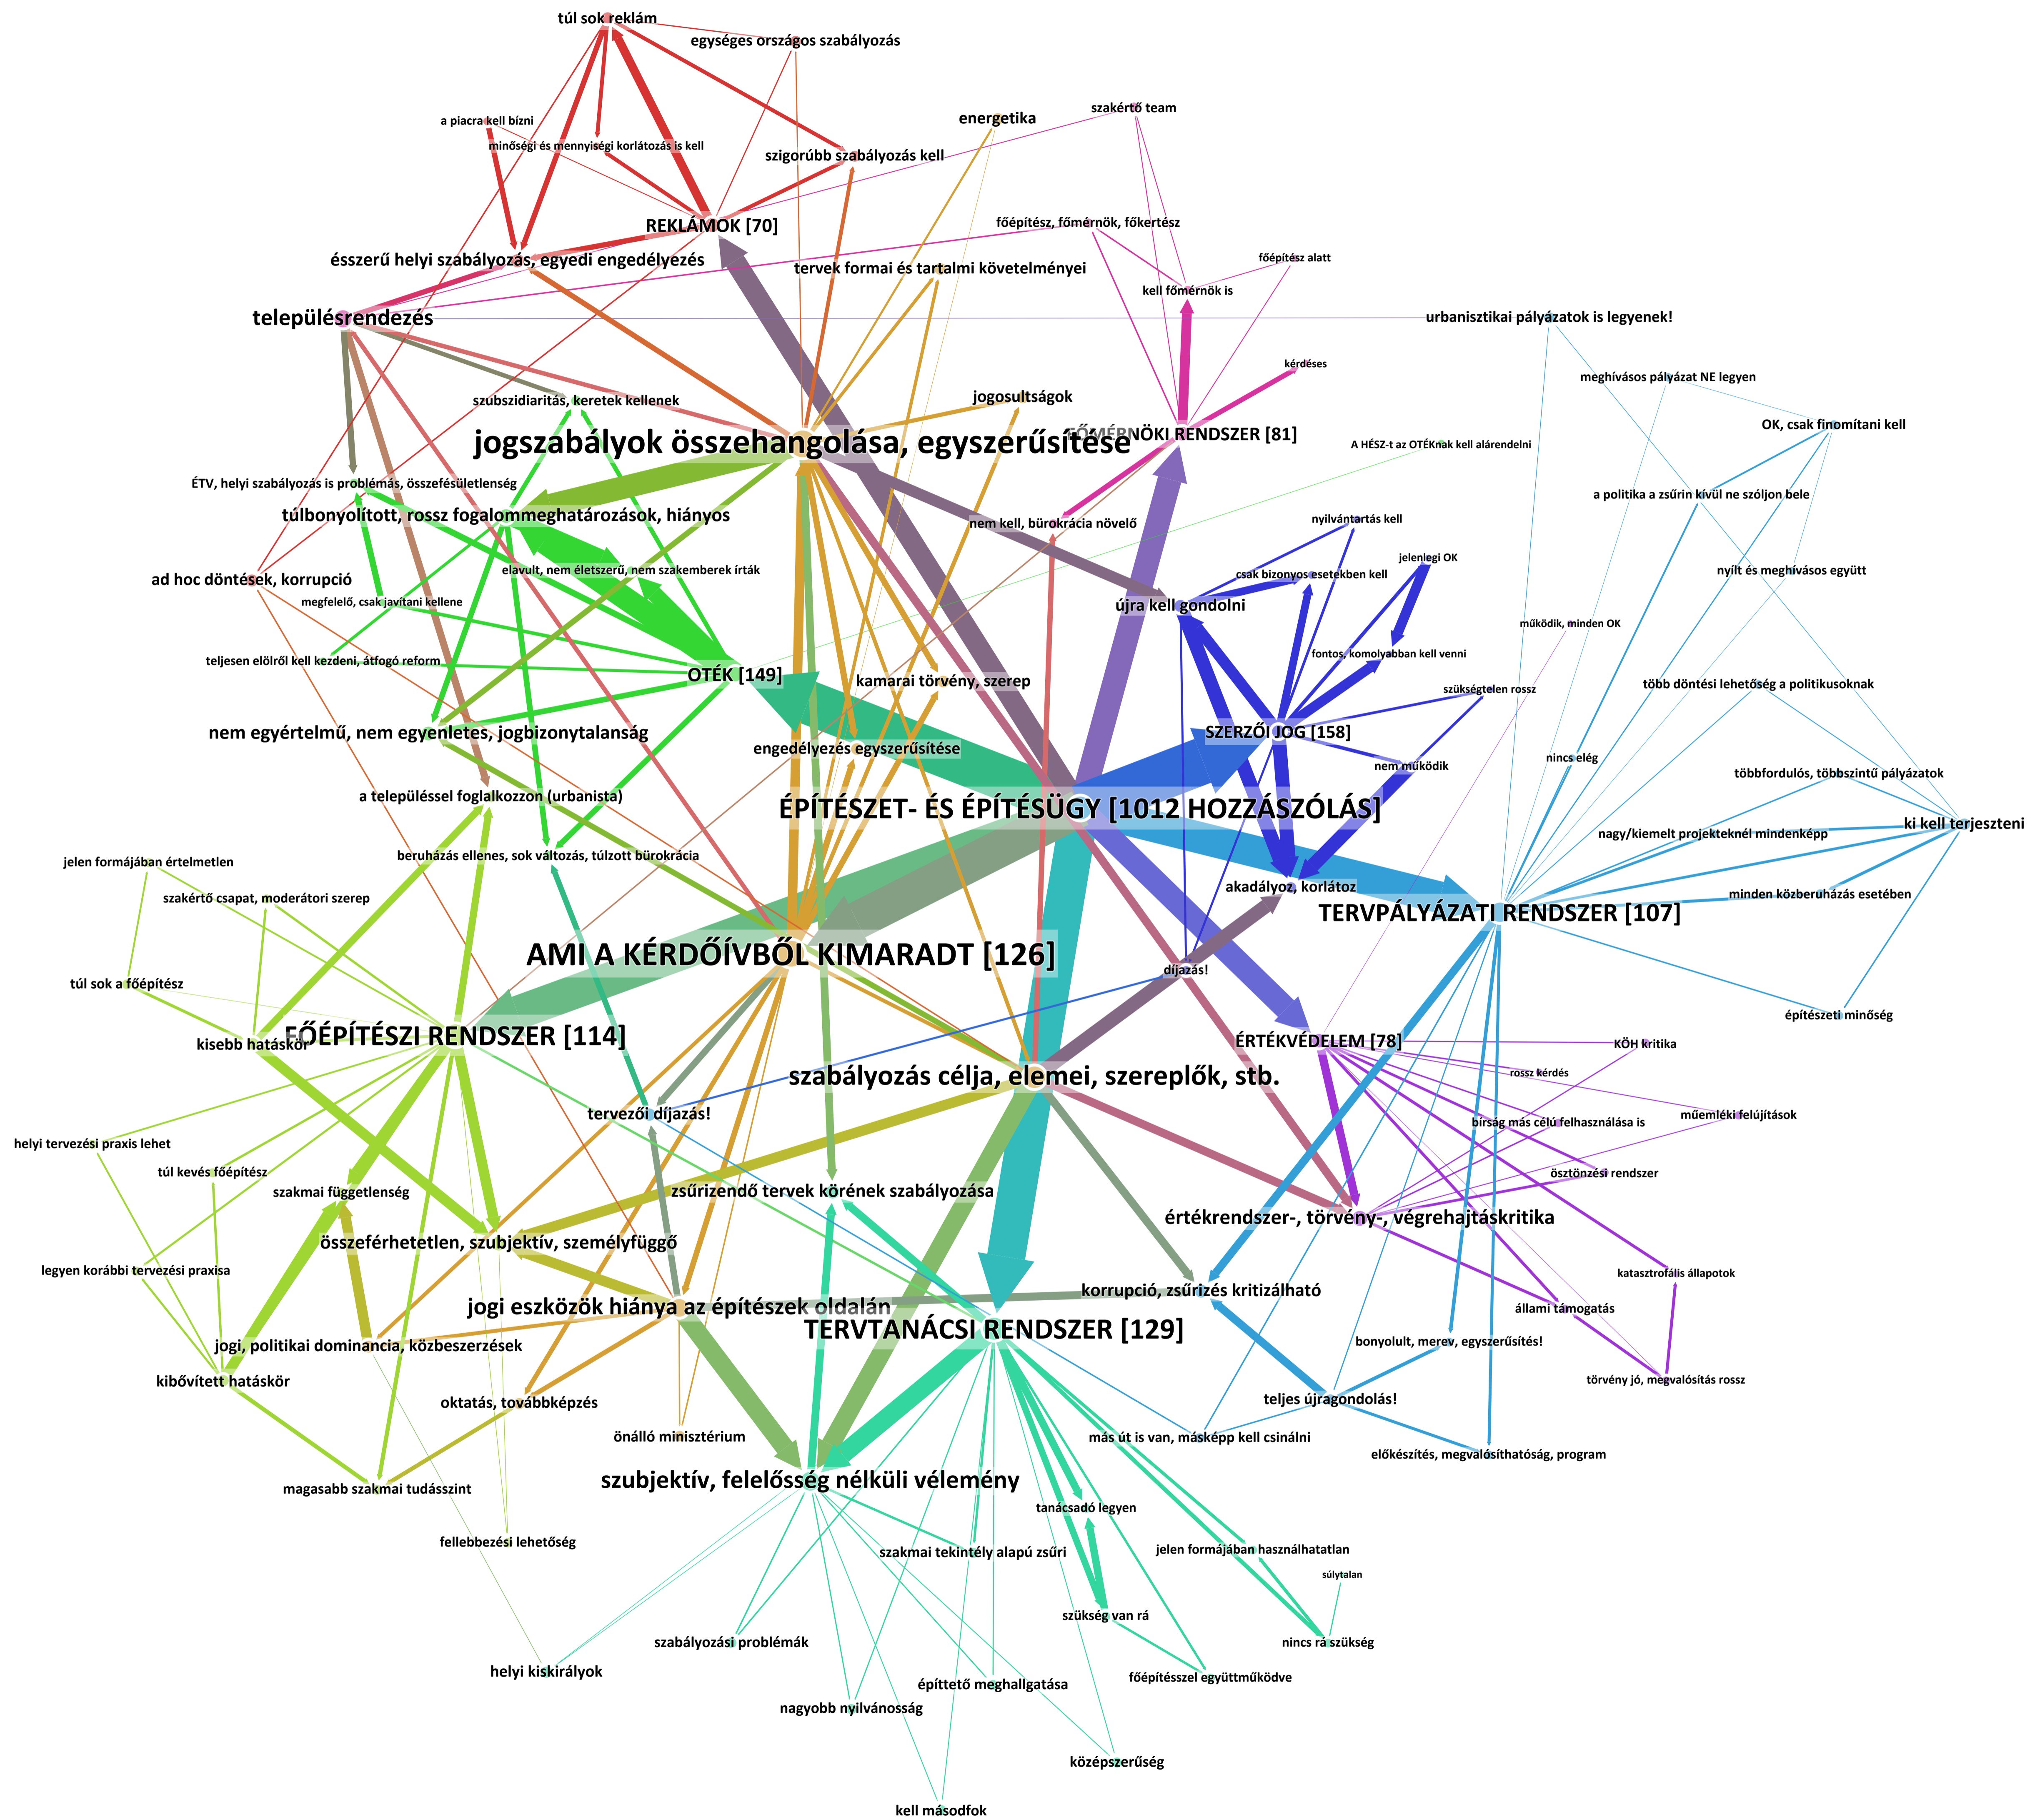 túl sok reklám
egységes országos szabályozás
szakértő team
energetika
a piacra kell bízni
minőségi és mennyiségi korlátozás is kell
szigorúbb szabályozás kell
REKLÁMOK [70]
főépítész, főmérnök, főkertész
ésszerű helyi szabályozás, egyedi engedélyezés
tervek formai és tartalmi követelményei
főépítész alatt
kell főmérnök is
településrendezés
urbanisztikai pályázatok is legyenek!
kérdéses
meghívásos pályázat NE legyen
szubszidiaritás, keretek kellenek
jogosultságok
OK, csak finomítani kell
jogszabályok összehangolása, egyszerűsítése
FŐMÉRNÖKI RENDSZER [81]
A HÉSZ-t az OTÉKnak kell alárendelni
ÉTV, helyi szabályozás is problémás, összefésületlenség
a politika a zsűrin kívül ne szóljon bele
túlbonyolított, rossz fogalommeghatározások, hiányos
nem kell, bürokrácia növelő
nyilvántartás kell
jelenlegi OK
elavult, nem életszerű, nem szakemberek írták
csak bizonyos esetekben kell
nyílt és meghívásos együtt
ad hoc döntések, korrupció
megfelelő, csak javítani kellene
újra kell gondolni
működik, minden OK
teljesen elölről kell kezdeni, átfogó reform
fontos, komolyabban kell venni
OTÉK [149]
kamarai törvény, szerep
szükségtelen rossz
több döntési lehetőség a politikusoknak
nem egyértelmű, nem egyenletes, jogbizonytalanság
SZERZŐI JOG [158]
engedélyezés egyszerűsítése
nincs elég
nem működik
többfordulós, többszintű pályázatok
a településsel foglalkozzon (urbanista)
ÉPÍTÉSZET- ÉS ÉPÍTÉSÜGY [1012 HOZZÁSZÓLÁS]
ki kell terjeszteni
nagy/kiemelt projekteknél mindenképp
jelen formájában értelmetlen
beruházás ellenes, sok változás, túlzott bürokrácia
akadályoz, korlátoz
minden közberuházás esetében
szakértő csapat, moderátori szerep
TERVPÁLYÁZATI RENDSZER [107]
AMI A KÉRDŐÍVBŐL KIMARADT [126]
díjazás!
túl sok a főépítész
építészeti minőség
FŐÉPÍTÉSZI RENDSZER [114]
kisebb hatáskör
ÉRTÉKVÉDELEM [78]
KÖH kritika
rossz kérdés
szabályozás célja, elemei, szereplők, stb.
tervezői díjazás!
műemléki felújítások
bírság más célú felhasználása is
helyi tervezési praxis lehet
túl kevés főépítész
ösztönzési rendszer
szakmai függetlenség
zsűrizendő tervek körének szabályozása
értékrendszer-, törvény-, végrehajtáskritika
összeférhetetlen, szubjektív, személyfüggő
legyen korábbi tervezési praxisa
katasztrofális állapotok
korrupció, zsűrizés kritizálható
jogi eszközök hiánya az építészek oldalán
állami támogatás
TERVTANÁCSI RENDSZER [129]
jogi, politikai dominancia, közbeszerzések
bonyolult, merev, egyszerűsítés!
kibővített hatáskör
törvény jó, megvalósítás rossz
oktatás, továbbképzés
teljes újragondolás!
önálló minisztérium
más út is van, másképp kell csinálni
előkészítés, megvalósíthatóság, program
szubjektív, felelősség nélküli vélemény
magasabb szakmai tudásszint
tanácsadó legyen
fellebbezési lehetőség
szakmai tekintély alapú zsűri
jelen formájában használhatatlan
súlytalan
szükség van rá
szabályozási problémák
nincs rá szükség
helyi kiskirályok
főépítésszel együttműködve
építtető meghallgatása
nagyobb nyilvánosság
középszerűség
kell másodfok